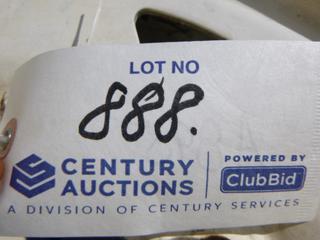 LOT NO
888.
CENTURY AUCTIONS
POWERED BY
ClubBid
A DIVISION OF CENTURY SERVICES